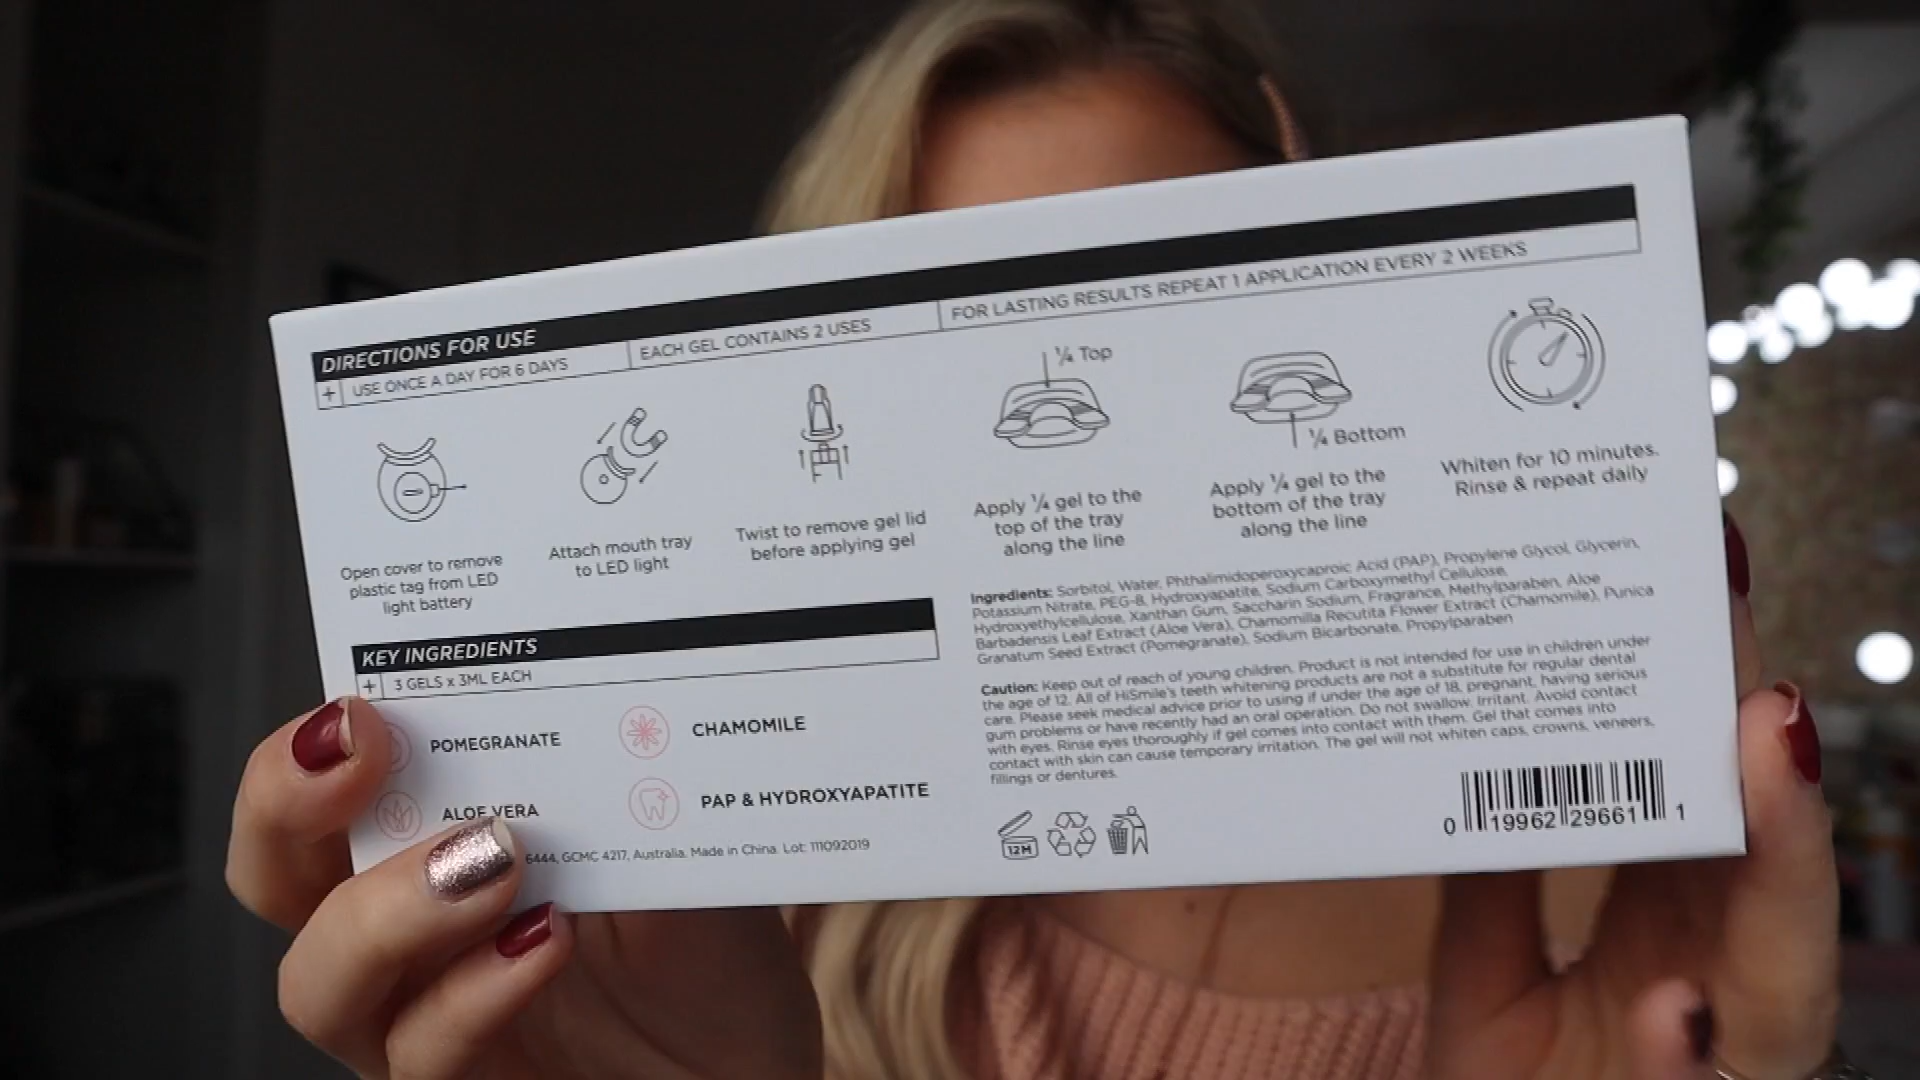 DIRECTIONS FOR USE
+ USE ONCE A DAY FOR 6 DAYS
EACH GEL CONTAINS 2 USES
FOR LASTING RESULTS REPEAT 1 APPLICATION EVERY 2 WEEKS
¼ Top
¼ Bottom
Open cover to remove
plastic tag from LED
light battery
Attach mouth tray
to LED light
Twist to remove gel lid
before applying gel
Apply ¼ gel to the
top of the tray
along the line
Apply ¼ gel to the
bottom of the tray
along the line
Whiten for 10 minutes.
Rinse & repeat daily
KEY INGREDIENTS
+ 3 GELS x 3ML EACH
POMEGRANATE
CHAMOMILE
ALOE VERA
PAP & HYDROXYAPATITE
6444, GCMC 4217, Australia. Made in China. Lot: 111092019
Ingredients: Sorbitol, Water, Phthalimidoperoxycaproic Acid (PAP), Propylene Glycol, Glycerin,
Potassium Nitrate, PEG-8, Hydroxyapatite, Sodium Carboxymethyl Cellulose,
Hydroxyethylcellulose, Xanthan Gum, Saccharin Sodium, Fragrance, Methylparaben, Aloe
Barbadensis Leaf Extract (Aloe Vera), Chamomilla Recutita Flower Extract (Chamomile), Punica
Granatum Seed Extract (Pomegranate), Sodium Bicarbonate, Propylparaben
Caution: Keep out of reach of young children. Product is not intended for use in children under
the age of 12. All of HiSmile's teeth whitening products are not a substitute for regular dental
care. Please seek medical advice prior to using if under the age of 18, pregnant, having serious
gum problems or have recently had an oral operation. Do not swallow. Irritant. Avoid contact
with eyes. Rinse eyes thoroughly if gel comes into contact with them. Gel that comes into
contact with skin can cause temporary irritation. The gel will not whiten caps, crowns, veneers,
fillings or dentures.
12M
0 19962 29661 1